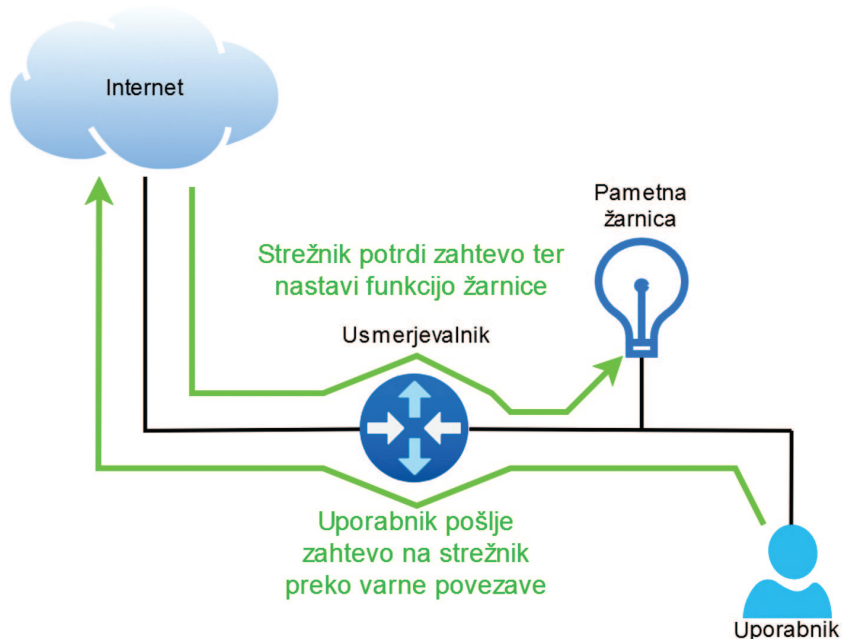 Internet
Pametna
žarnica
Strežnik potrdi zahtevo ter
nastavi funkcijo žarnice
Usmerjevalnik
Uporabnik pošlje
zahtevo na strežnik
preko varne povezave
Uporabnik